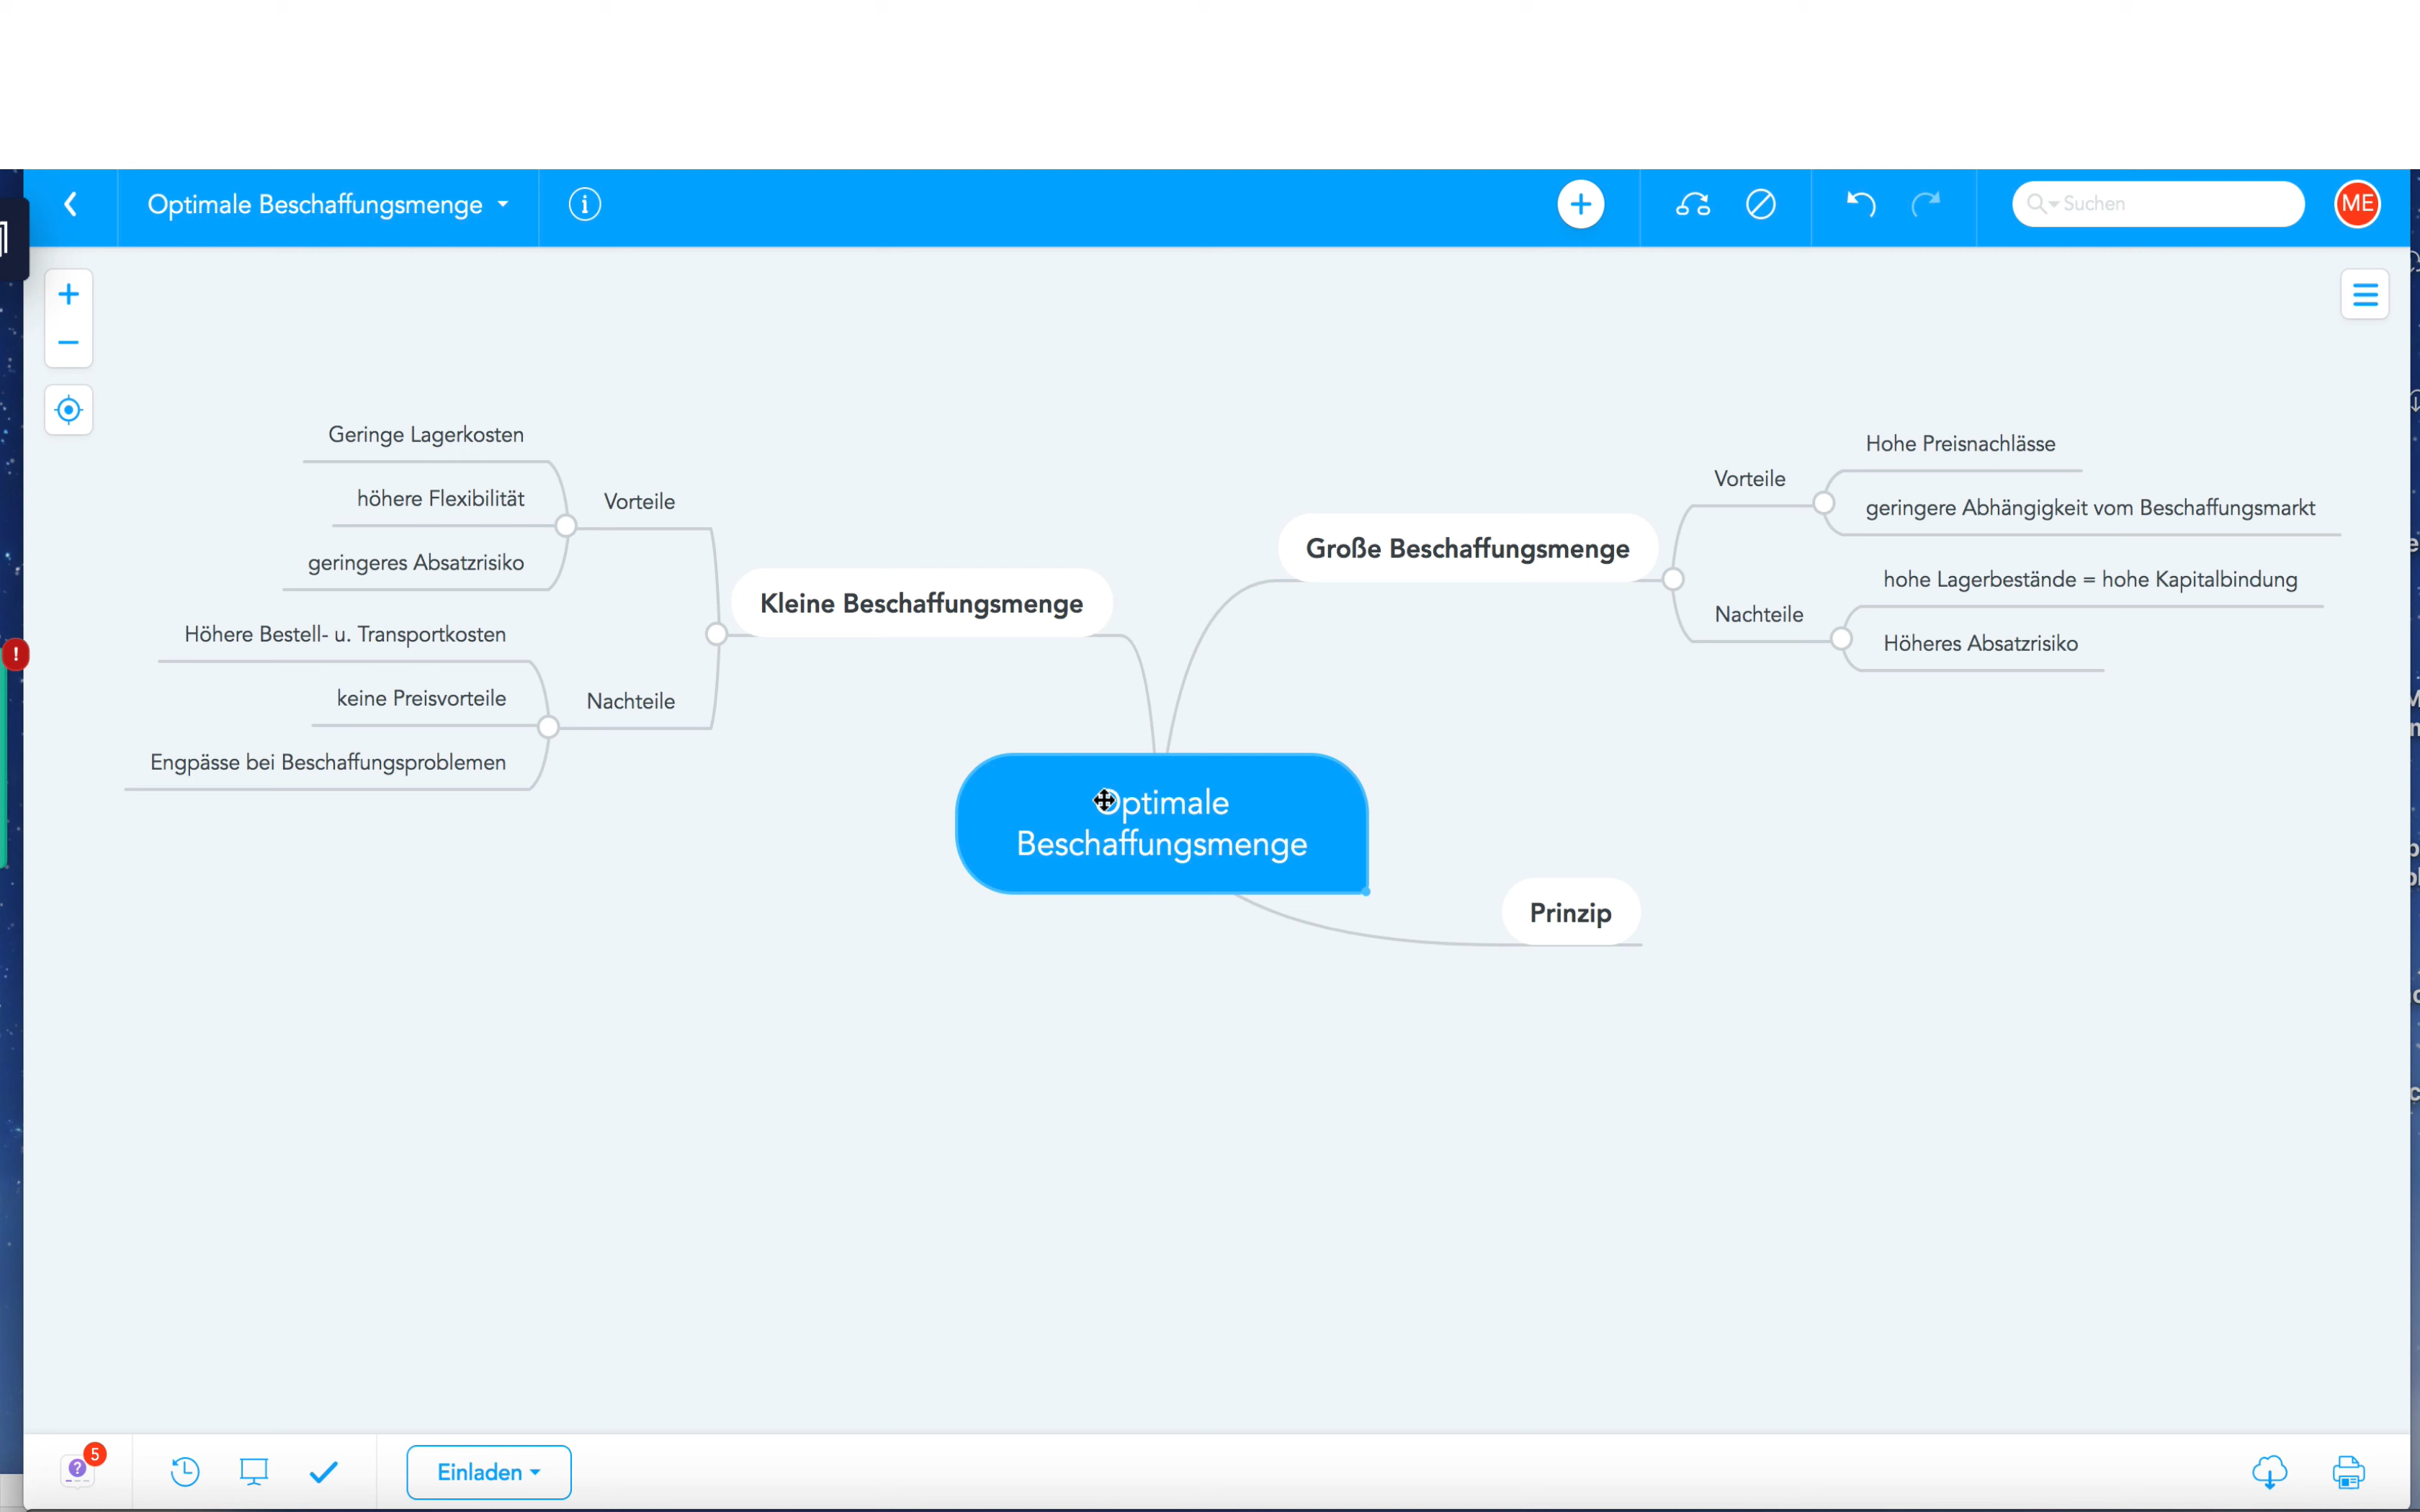 Optimale Beschaffungsmenge
Suchen
ME
Geringe Lagerkosten
höhere Flexibilität
geringeres Absatzrisiko
Vorteile
Höhere Bestell- u. Transportkosten
keine Preisvorteile
Engpässe bei Beschaffungsproblemen
Nachteile
Kleine Beschaffungsmenge
Große Beschaffungsmenge
Vorteile
Hohe Preisnachlässe
geringere Abhängigkeit vom Beschaffungsmarkt
Nachteile
hohe Lagerbestände = hohe Kapitalbindung
Höheres Absatzrisiko
Optimale
Beschaffungsmenge
Prinzip
5
Einladen